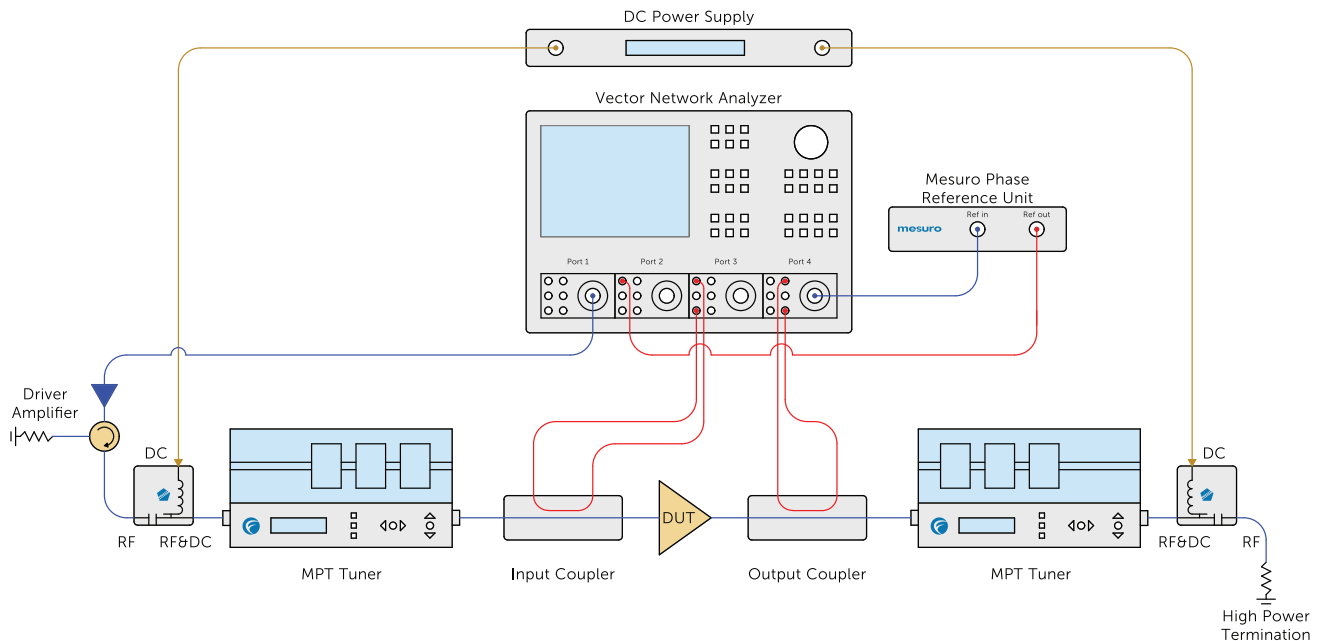 DC Power Supply
Vector Network Analyzer
Mesuro Phase
Reference Unit
Ref in
Ref out
mesuro
Port 1
Port 2
Port 3
Port 4
Driver
Amplifier
DC
DC
DUT
RF
RF&DC
RF&DC
RF
MPT Tuner
Input Coupler
Output Coupler
MPT Tuner
High Power
Termination